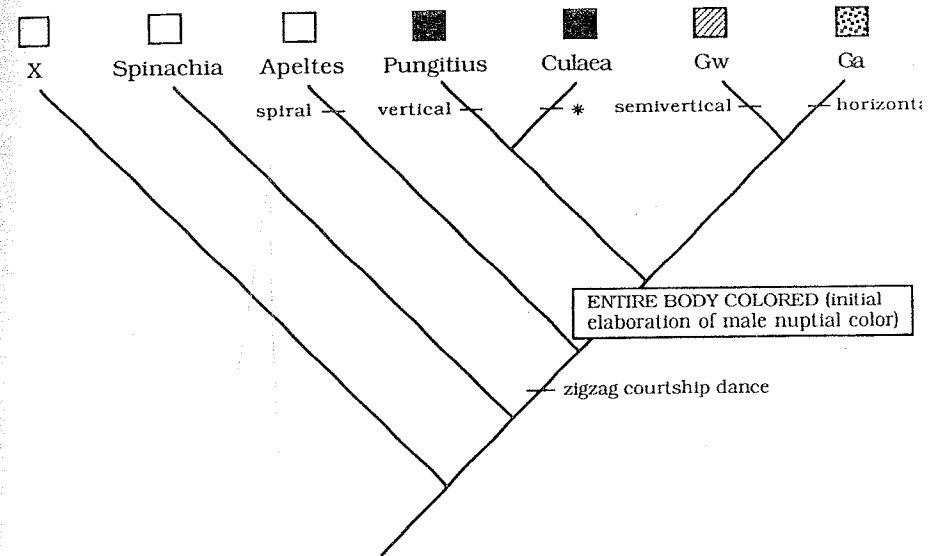 X Spinachia Apeltes Pungitius Culaea Gw Ga
spiral vertical * semivertical horizonta
ENTIRE BODY COLORED (initial
elaboration of male nuptial color)
zigzag courtship dance